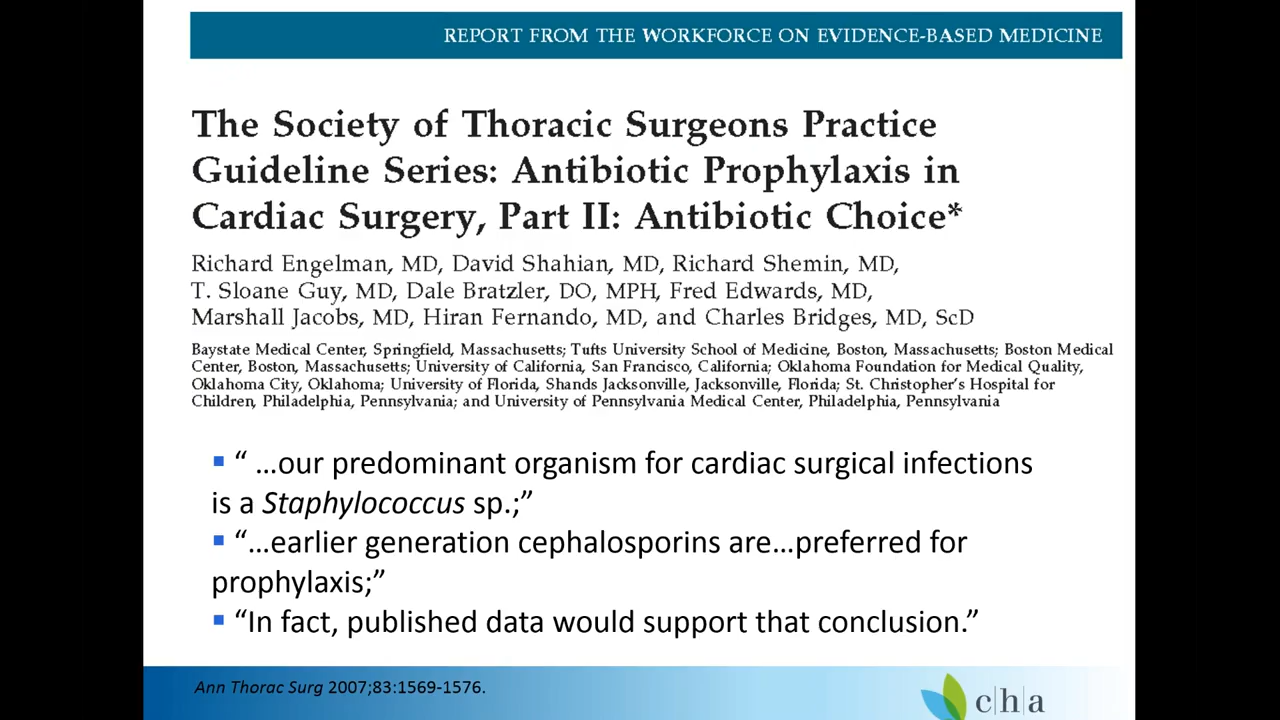 REPORT FROM THE WORKFORCE ON EVIDENCE-BASED MEDICINE
The Society of Thoracic Surgeons Practice
Guideline Series: Antibiotic Prophylaxis in
Cardiac Surgery, Part II: Antibiotic Choice*
Richard Engelman, MD, David Shahian, MD, Richard Shemin, MD,
T. Sloane Guy, MD, Dale Bratzler, DO, MPH, Fred Edwards, MD,
Marshall Jacobs, MD, Hiran Fernando, MD, and Charles Bridges, MD, ScD
Baystate Medical Center, Springfield, Massachusetts; Tufts University School of Medicine, Boston, Massachusetts; Boston Medical
Center, Boston, Massachusetts; University of California, San Francisco, California; Oklahoma Foundation for Medical Quality,
Oklahoma City, Oklahoma; University of Florida, Shands Jacksonville, Jacksonville, Florida; St. Christopher's Hospital for
Children, Philadelphia, Pennsylvania; and University of Pennsylvania Medical Center, Philadelphia, Pennsylvania
▪ “ …our predominant organism for cardiac surgical infections
is a Staphylococcus sp.;”
▪ “…earlier generation cephalosporins are…preferred for
prophylaxis;”
▪ “In fact, published data would support that conclusion.”
Ann Thorac Surg 2007;83:1569-1576.
c|h|a